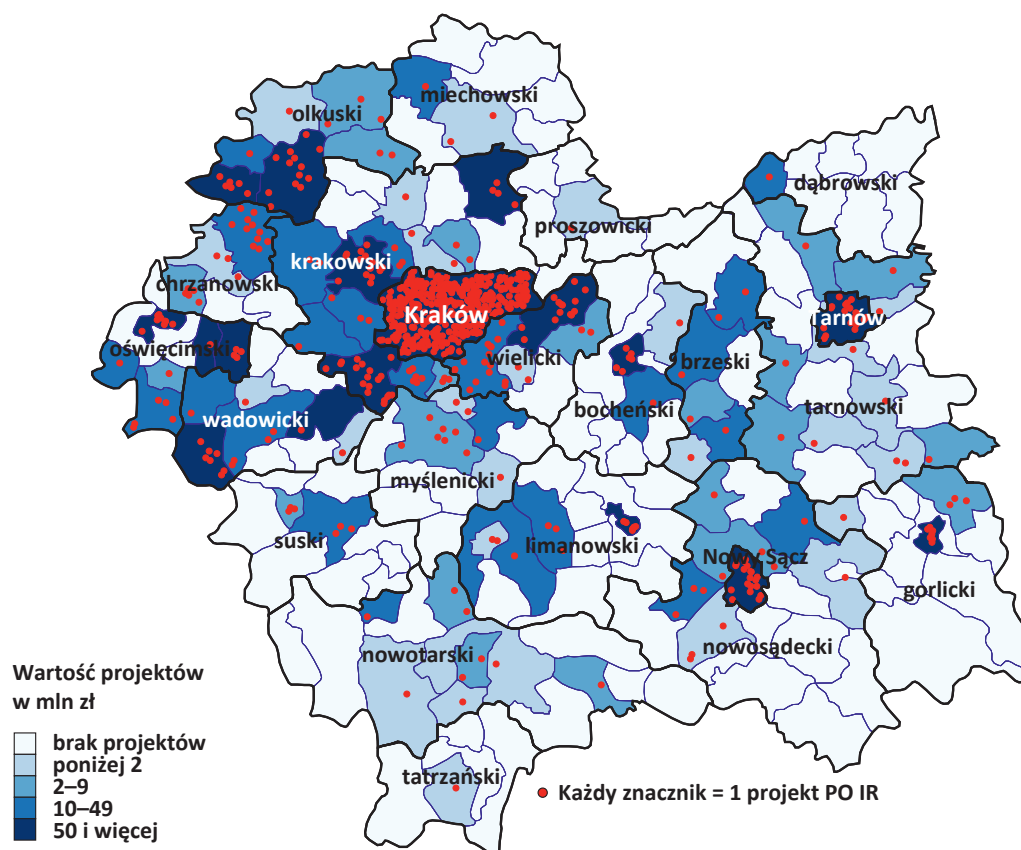 miechowski
olkuski
dąbrowski
proszowicki
krakowski
chrzanowski
Kraków
Tarnów
oświęcimski
wielicki
brzeski
wadowicki
bocheński
tarnowski
myślenicki
suski
limanowski
Nowy Sącz
gorlicki
nowotarski
nowosądecki
Wartość projektów
w mln zł
brak projektów
poniżej 2
2–9
10–49
50 i więcej
tatrzański
Każdy znacznik = 1 projekt PO IR